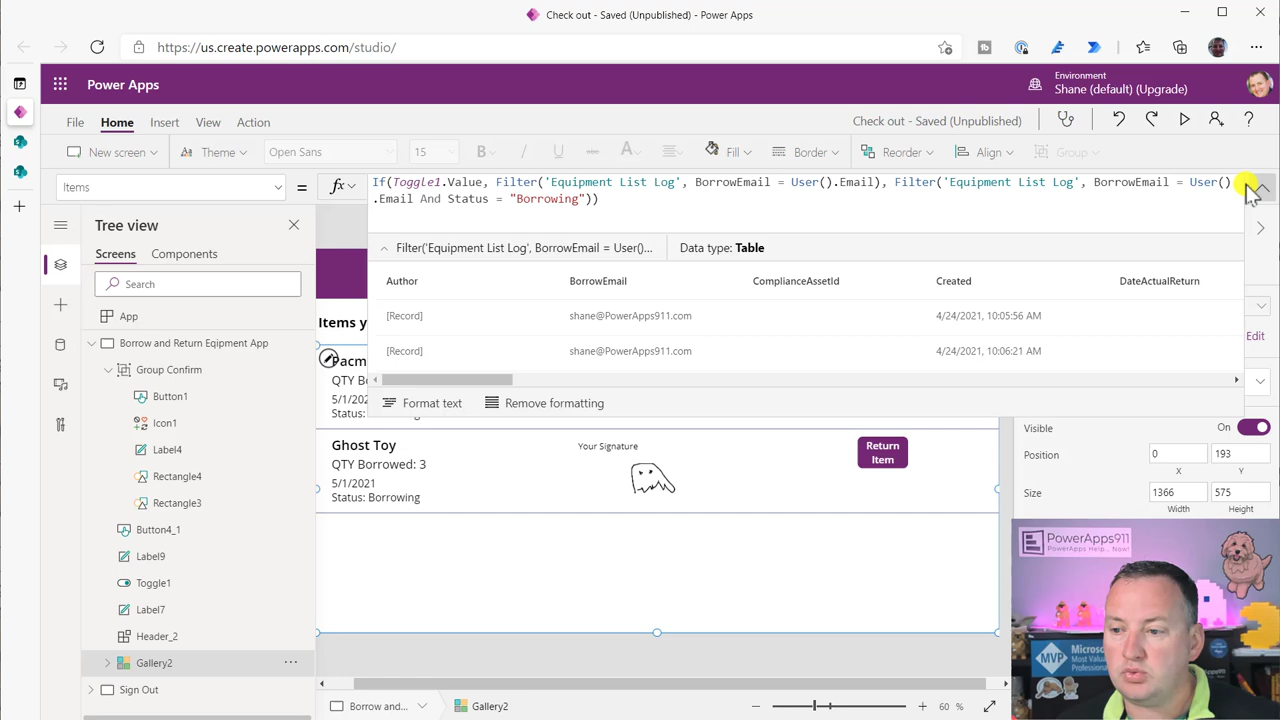 Check out - Saved (Unpublished) - Power Apps
https://us.create.powerapps.com/studio/
Power Apps
Environment
Shane (default) (Upgrade)
File Home Insert View Action
Check out - Saved (Unpublished)
New screen Theme Open Sans 15 B Fill Border Reorder Align Group
Items = fx
If(Toggle1.Value, Filter('Equipment List Log', BorrowEmail = User().Email), Filter('Equipment List Log', BorrowEmail = User()
.Email And Status = "Borrowing"))
Filter('Equipment List Log', BorrowEmail = User()... Data type: Table
Author BorrowEmail ComplianceAssetId Created DateActualReturn
[Record] shane@PowerApps911.com 4/24/2021, 10:05:56 AM
[Record] shane@PowerApps911.com 4/24/2021, 10:06:21 AM
Format text Remove formatting
Tree view
Screens Components
Search
App
Borrow and Return Eqipment App
Group Confirm
Button1
Icon1
Label4
Rectangle4
Rectangle3
Button4_1
Label9
Toggle1
Label7
Header_2
Gallery2
Sign Out
Items y
Pacm
QTY Bo
5/1/202
Ghost Toy
QTY Borrowed: 3
5/1/2021
Status: Borrowing
Your Signature
Return
Item
Edit
Visible On
Position 0 193
X Y
Size 1366 575
Width Height
PowerApps911
PowerApps Help... Now!
MVP
Microsoft
Most Valuable
Borrow and... Gallery2
60 %